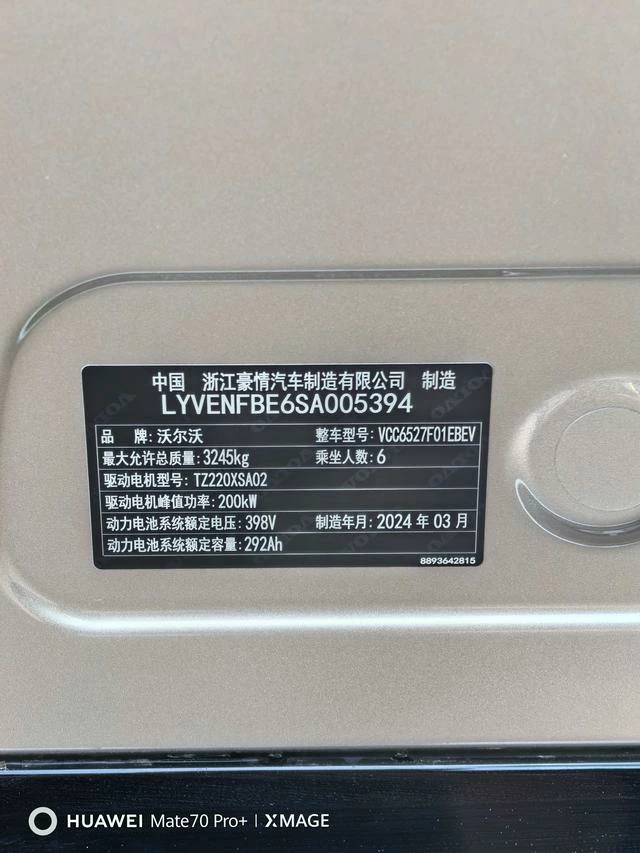 中国 浙江豪情汽车制造有限公司 制造
LYVENFBE6SA005394
品 牌: 沃尔沃 整车型号: VCC6527F01EBEV
最大允许总质量: 3245kg 乘坐人数: 6
驱动电机型号: TZ220XSA02
驱动电机峰值功率: 200kW
动力电池系统额定电压: 398V 制造年月: 2024 年 03 月
动力电池系统额定容量: 292Ah
8893642815
HUAWEI Mate70 Pro+ | XMAGE